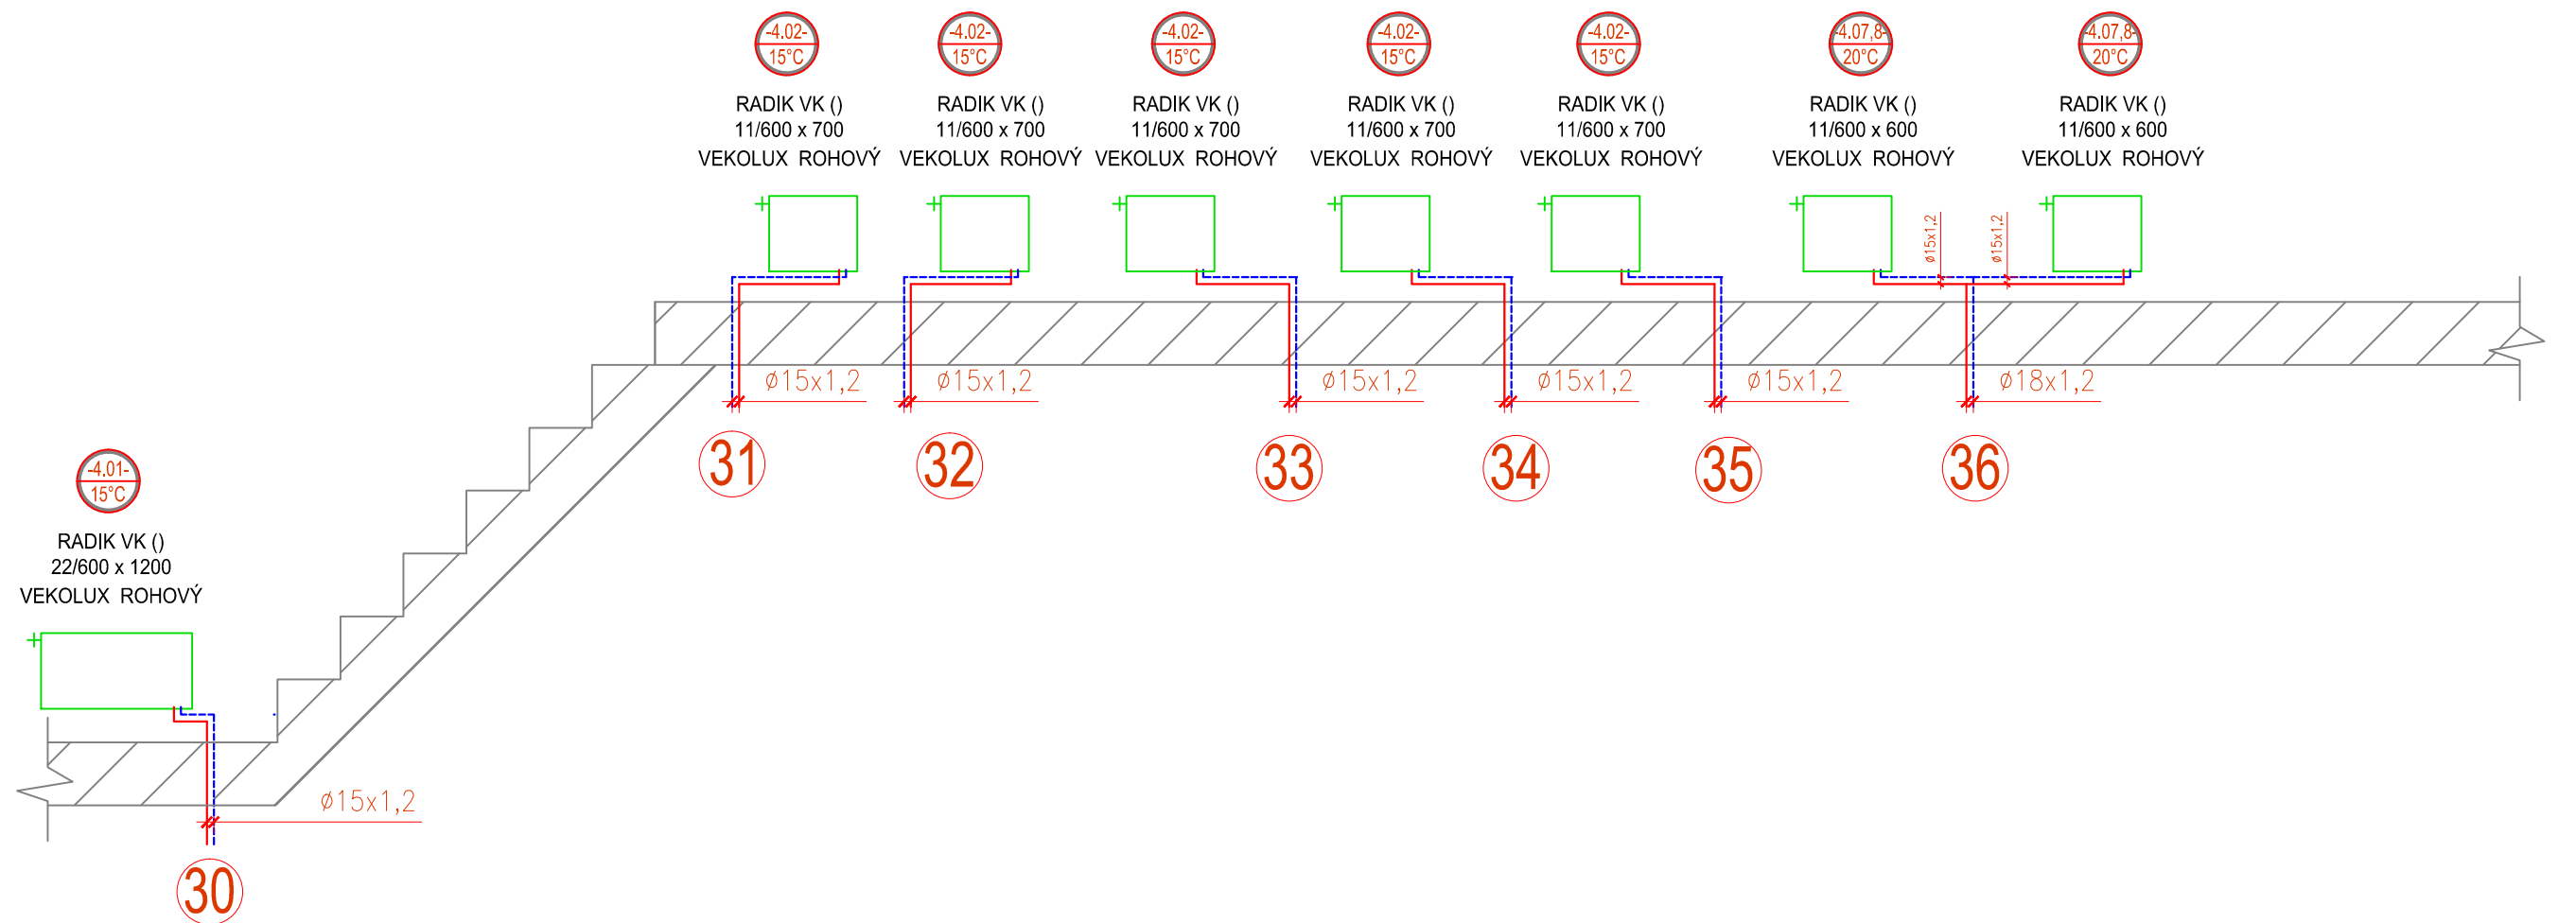 -4.02-
15°C
RADIK VK ()
11/600 x 700
VEKOLUX ROHOVÝ
-4.02-
15°C
RADIK VK ()
11/600 x 700
VEKOLUX ROHOVÝ
-4.02-
15°C
RADIK VK ()
11/600 x 700
VEKOLUX ROHOVÝ
-4.02-
15°C
RADIK VK ()
11/600 x 700
VEKOLUX ROHOVÝ
-4.02-
15°C
RADIK VK ()
11/600 x 700
VEKOLUX ROHOVÝ
-4.07,8-
20°C
RADIK VK ()
11/600 x 600
VEKOLUX ROHOVÝ
-4.07,8-
20°C
RADIK VK ()
11/600 x 600
VEKOLUX ROHOVÝ
ø15x1,2
ø15x1,2
ø15x1,2
ø15x1,2
ø15x1,2
ø15x1,2
ø15x1,2
ø18x1,2
31
32
33
34
35
36
-4.01-
15°C
RADIK VK ()
22/600 x 1200
VEKOLUX ROHOVÝ
ø15x1,2
30